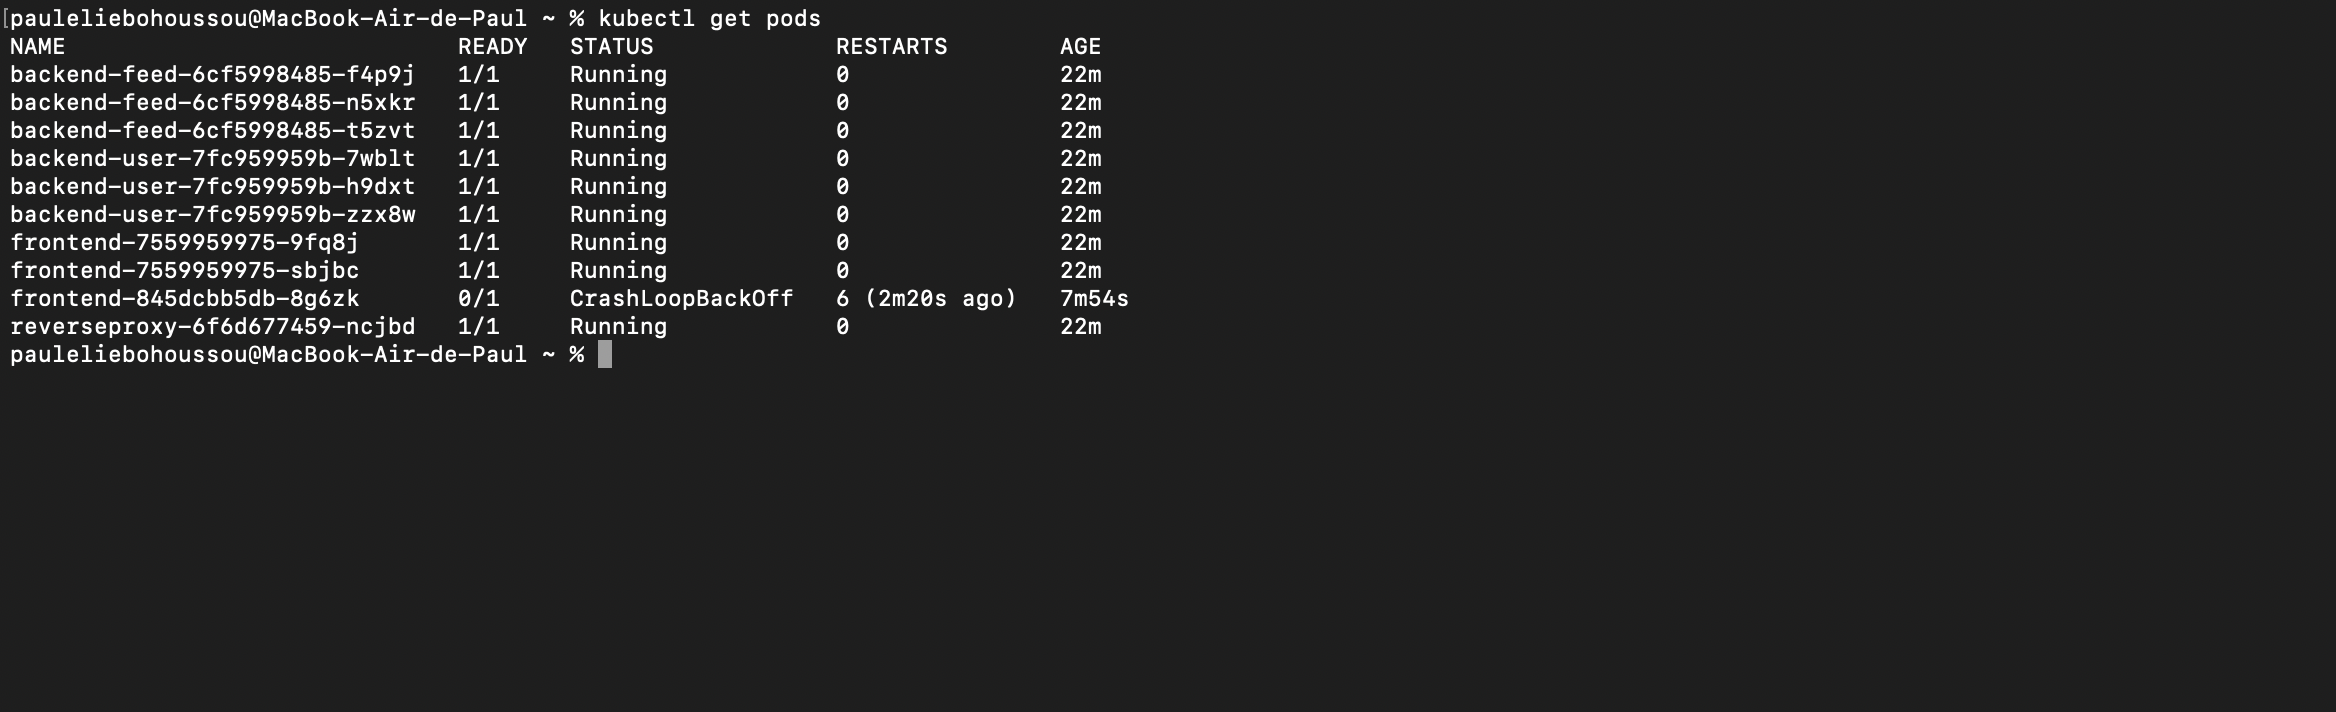 [pauleliebohoussou@MacBook-Air-de-Paul ~ % kubectl get pods
NAME                            READY   STATUS             RESTARTS        AGE
backend-feed-6cf5998485-f4p9j   1/1     Running            0               22m
backend-feed-6cf5998485-n5xkr   1/1     Running            0               22m
backend-feed-6cf5998485-t5zvt   1/1     Running            0               22m
backend-user-7fc959959b-7wblt   1/1     Running            0               22m
backend-user-7fc959959b-h9dxt   1/1     Running            0               22m
backend-user-7fc959959b-zzx8w   1/1     Running            0               22m
frontend-7559959975-9fq8j       1/1     Running            0               22m
frontend-7559959975-sbjbc       1/1     Running            0               22m
frontend-845dcbb5db-8g6zk       0/1     CrashLoopBackOff   6 (2m20s ago)   7m54s
reverseproxy-6f6d677459-ncjbd   1/1     Running            0               22m
pauleliebohoussou@MacBook-Air-de-Paul ~ %